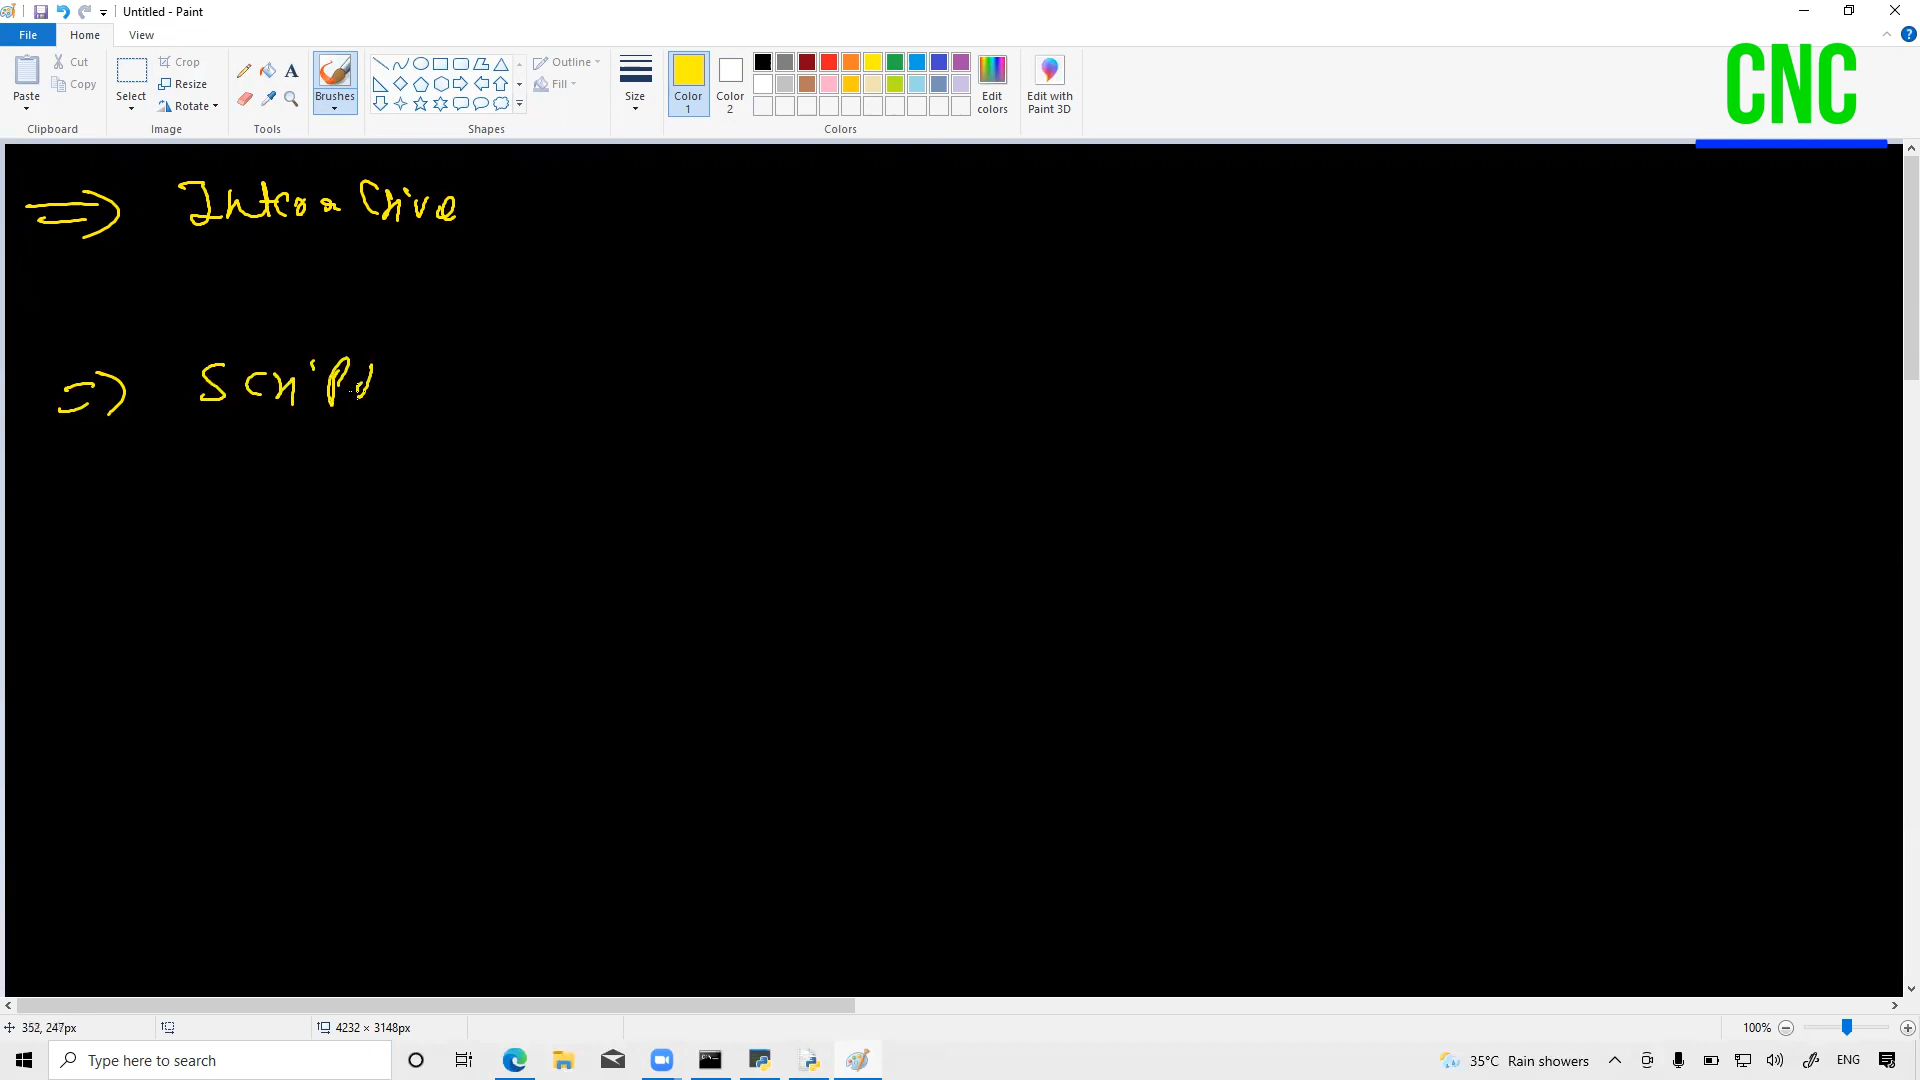 Untitled - Paint
File Home View
Paste
Cut
Copy
Clipboard
Select
Crop
Resize
Rotate
Image
Tools
Brushes
Shapes
Outline
Fill
Size
Color 1
Color 2
Colors
Edit colors
Edit with Paint 3D
CNC
=> Interactive
=> Script
352, 247px
4232 × 3148px
100%
Type here to search
35°C Rain showers
ENG